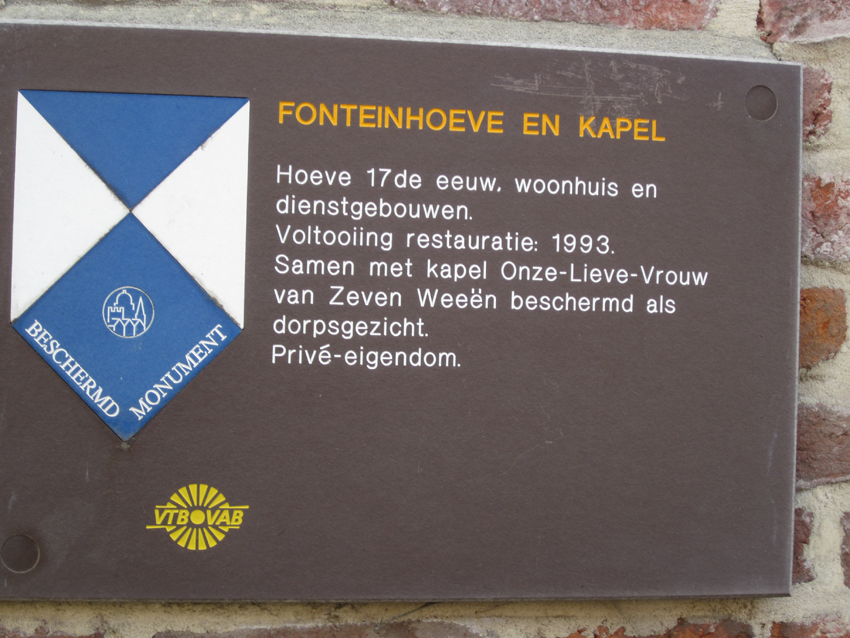 FONTEINHOEVE EN KAPEL
Hoeve 17de eeuw, woonhuis en
dienstgebouwen.
Voltooiing restauratie: 1993.
Samen met kapel Onze-Lieve-Vrouw
van Zeven Weeën beschermd als
dorpsgezicht.
Privé-eigendom.
BESCHERMD
MONUMENT
VTB VAB